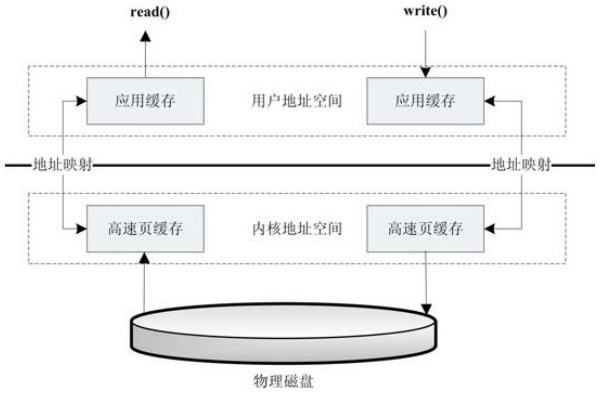 read() write()
应用缓存 用户地址空间 应用缓存
地址映射 地址映射
高速页缓存 内核地址空间 高速页缓存
物理磁盘